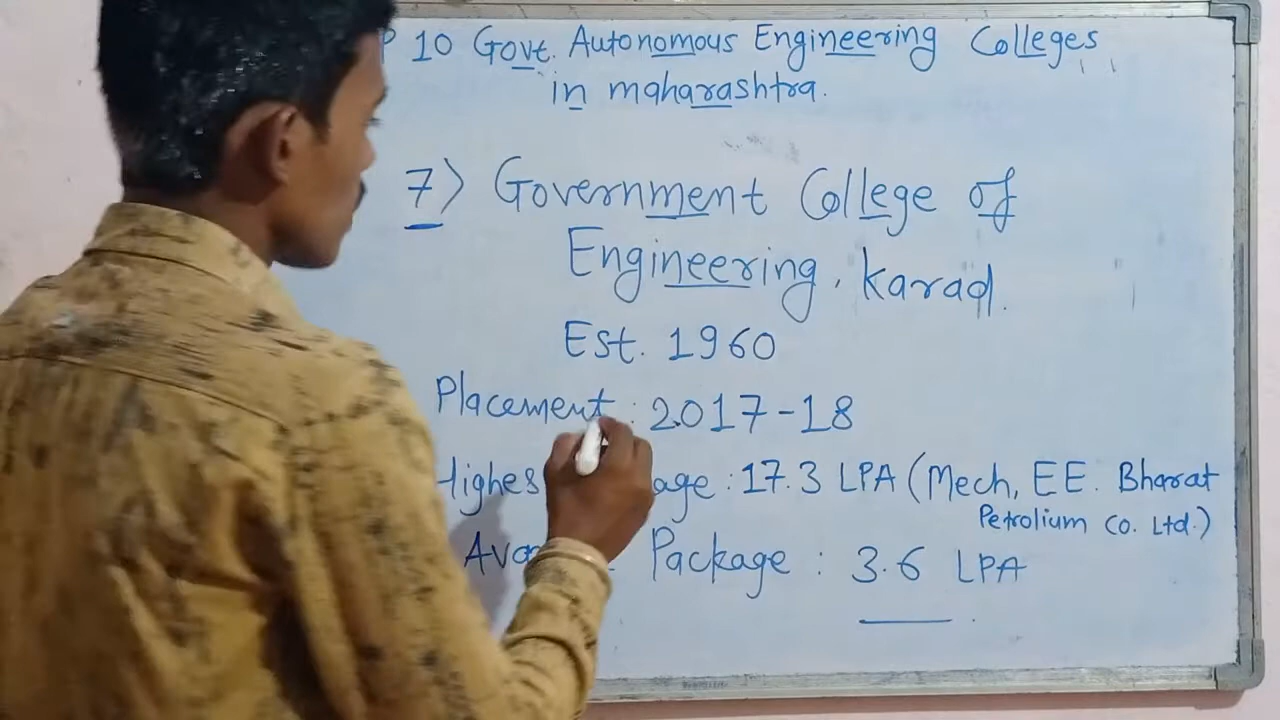 P 10 Govt. Autonomous Engineering Colleges
in maharashtra.
7) Government College of
Engineering, Karad.
Est. 1960
Placement : 2017-18
Highes age : 17.3 LPA (Mech, EE. Bharat
Petrolium Co. Ltd.)
Package : 3.6 LPA